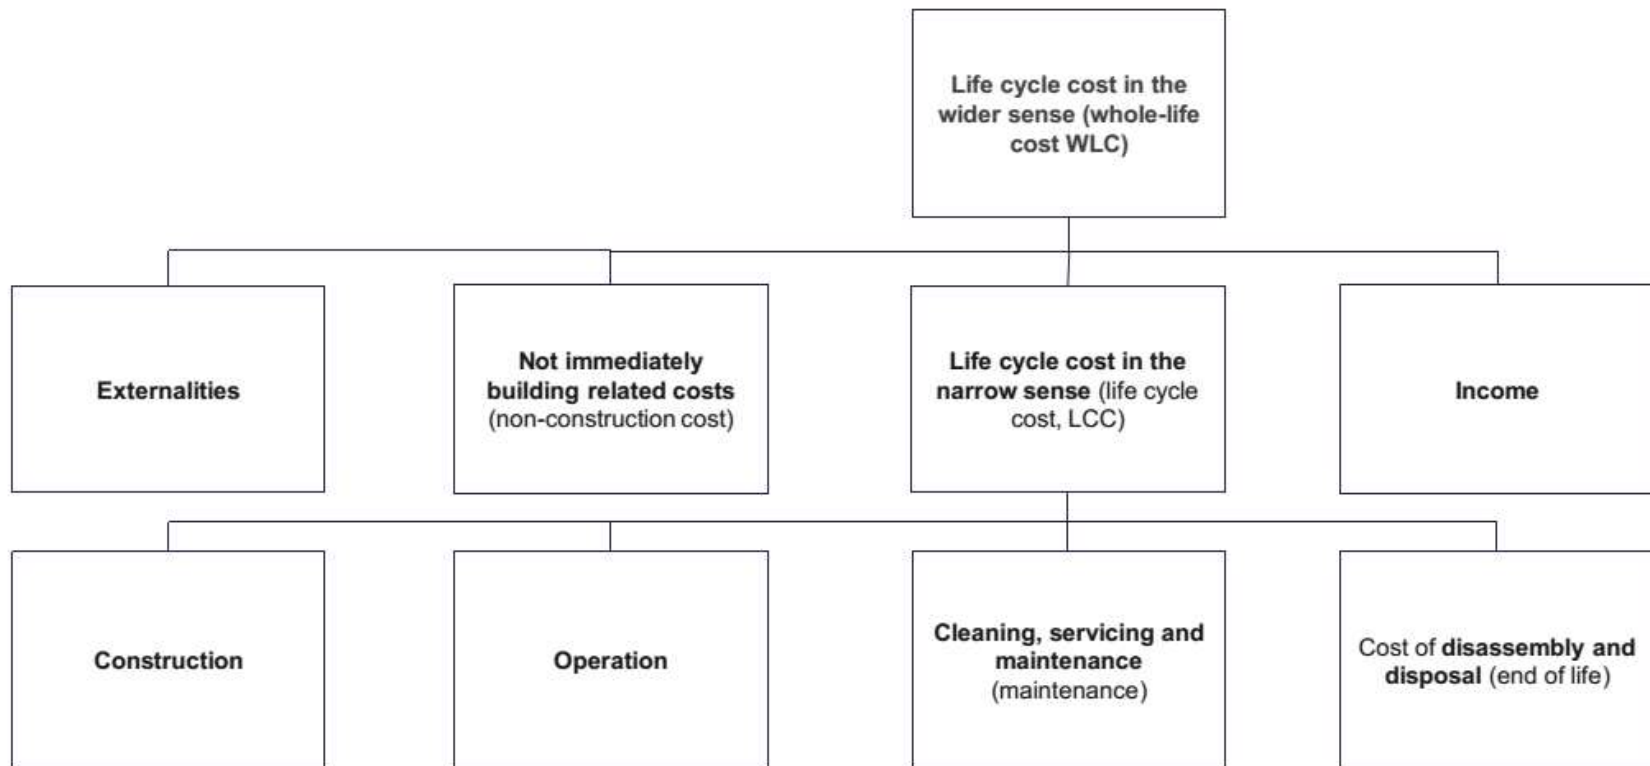 Life cycle cost in the
wider sense (whole-life
cost WLC)
Externalities
Not immediately
building related costs
(non-construction cost)
Life cycle cost in the
narrow sense (life cycle
cost, LCC)
Income
Construction
Operation
Cleaning, servicing and
maintenance
(maintenance)
Cost of disassembly and
disposal (end of life)